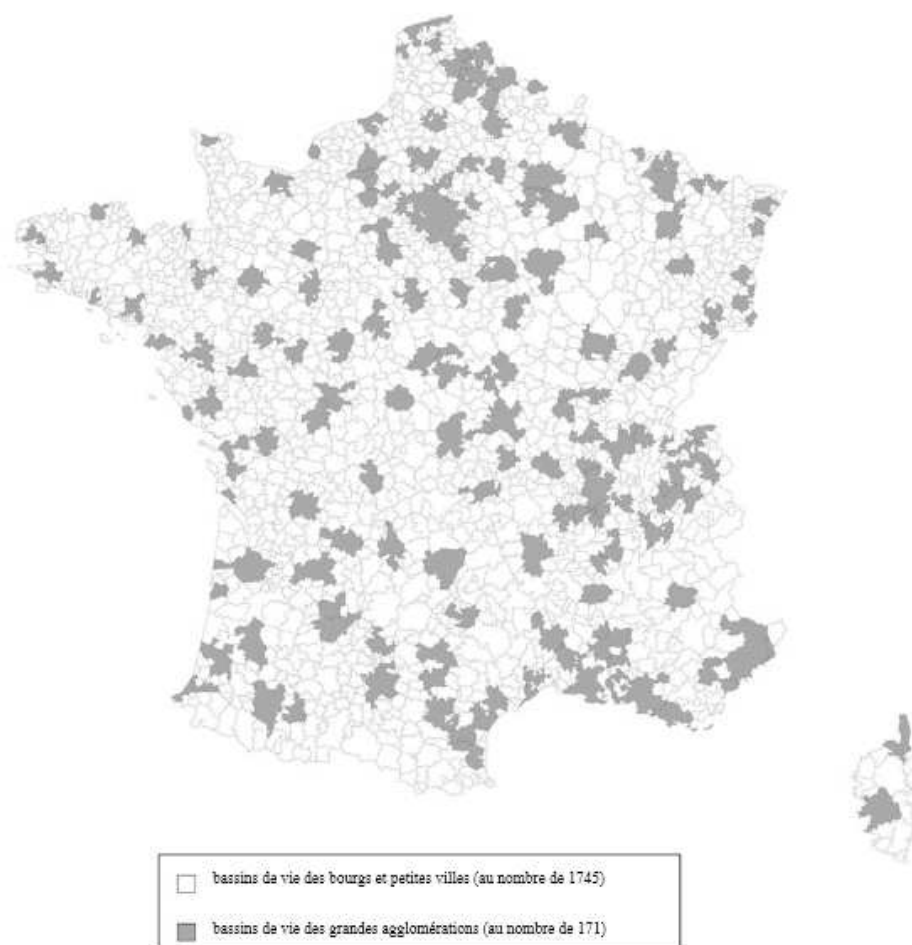 bassins de vie des bourgs et petites villes (au nombre de 1745)
bassins de vie des grandes agglomérations (au nombre de 171)